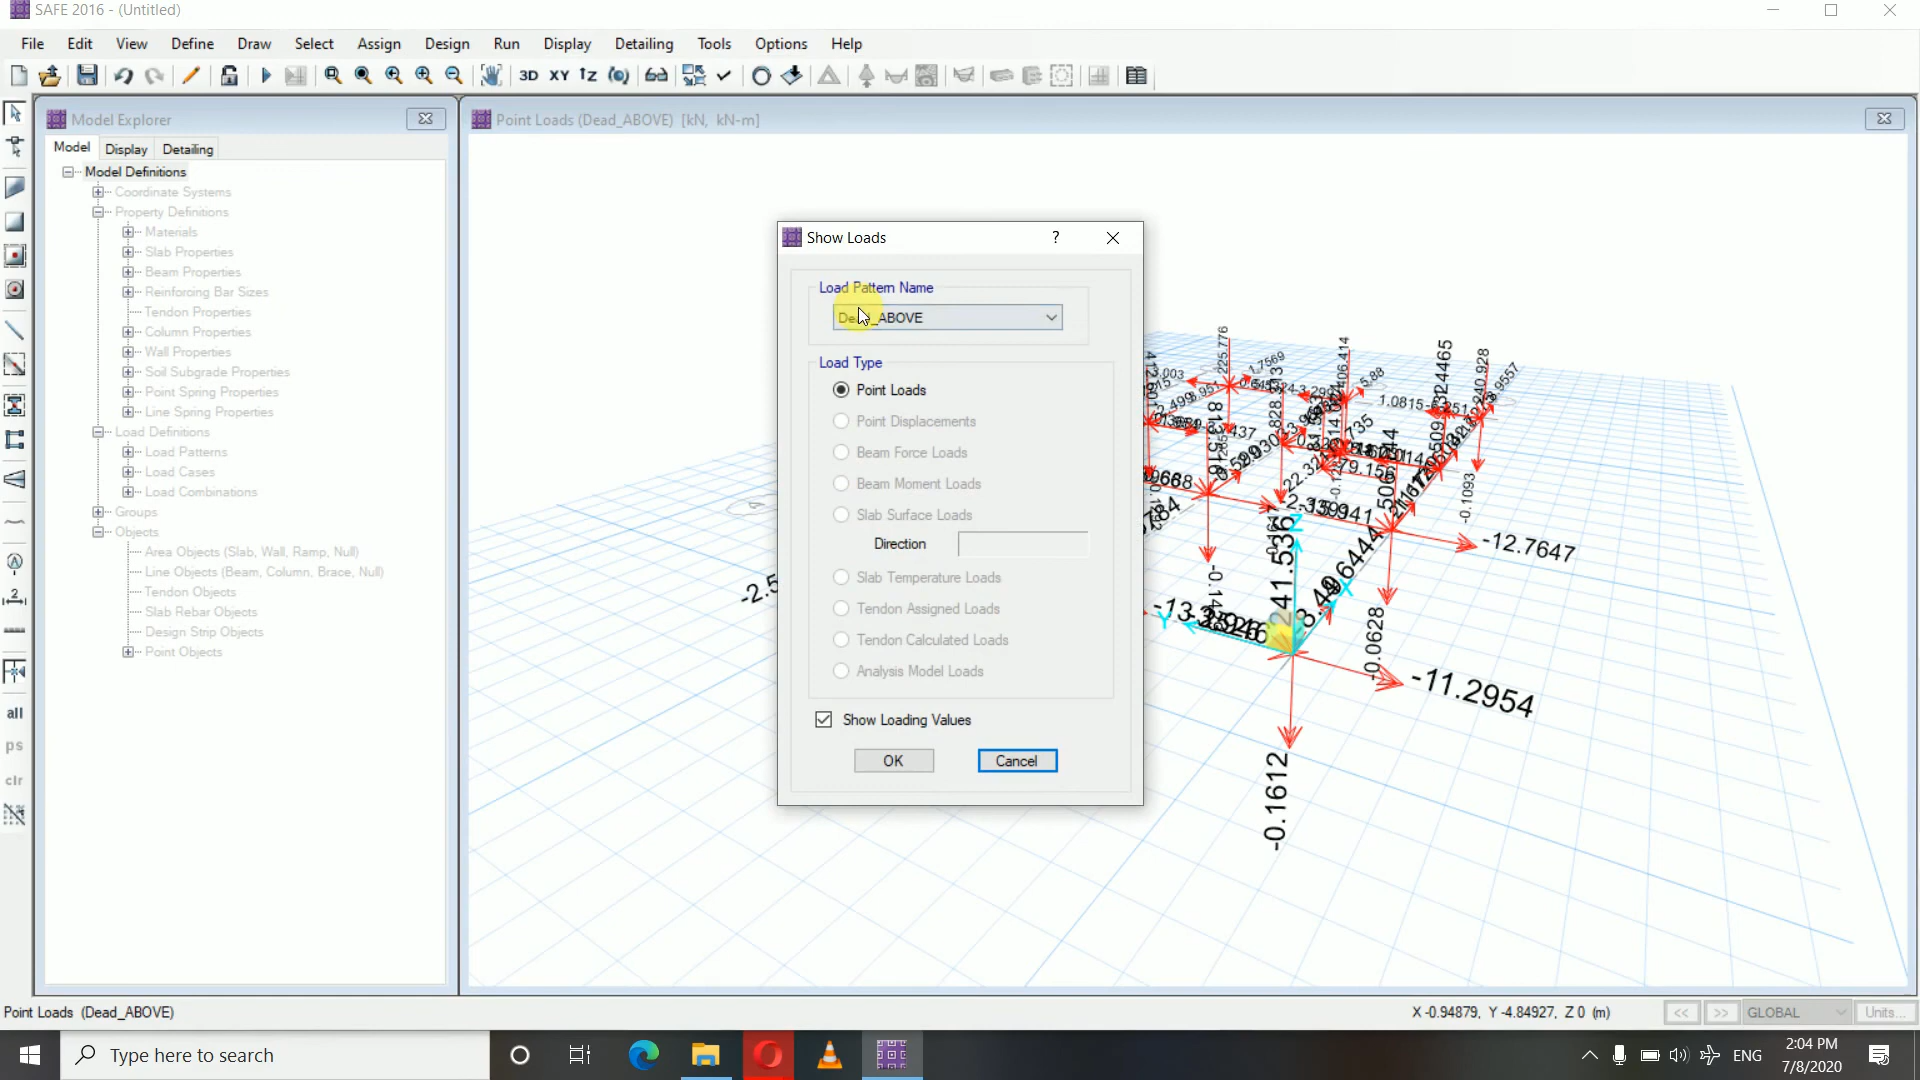 SAFE 2016 - (Untitled)
File Edit View Define Draw Select Assign Design Run Display Detailing Tools Options Help
3D XY
Model Explorer
Point Loads (Dead_ABOVE) [kN, kN-m]
Model Display Detailing
Model Definitions
Coordinate Systems
Property Definitions
Materials
Slab Properties
Beam Properties
Reinforcing Bar Sizes
Tendon Properties
Column Properties
Wall Properties
Soil Subgrade Properties
Point Spring Properties
Line Spring Properties
Load Definitions
Load Patterns
Load Cases
Load Combinations
Groups
Objects
Area Objects (Slab, Wall, Ramp, Null)
Line Objects (Beam, Column, Brace, Null)
Tendon Objects
Slab Rebar Objects
Design Strip Objects
Point Objects
all
ps
clr
Show Loads ?
Load Pattern Name
Dead_ABOVE
Load Type
Point Loads
Point Displacements
Beam Force Loads
Beam Moment Loads
Slab Surface Loads
Direction
Slab Temperature Loads
Tendon Assigned Loads
Tendon Calculated Loads
Analysis Model Loads
Show Loading Values
OK Cancel
225.776
1.7569
5.88
-0.1093
-12.7647
-0.0628
-11.2954
-0.1612
Point Loads (Dead_ABOVE)
X -0.94879, Y -4.84927, Z 0 (m)
<< >> GLOBAL Units...
Type here to search
ENG
2:04 PM
7/8/2020